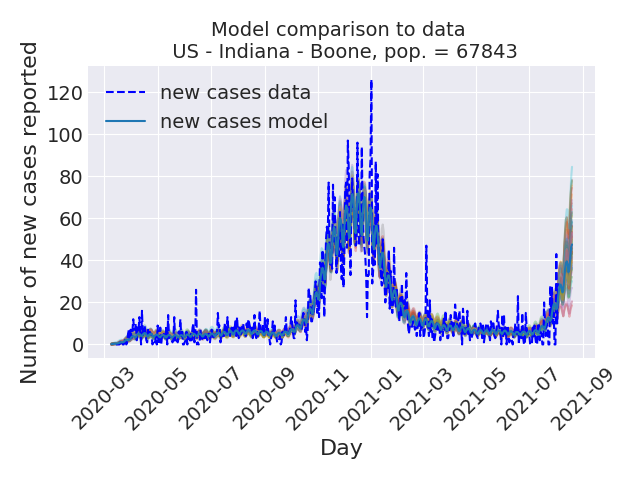 Model comparison to data
US - Indiana - Boone, pop. = 67843
Number of new cases reported
120
100
80
60
40
20
0
new cases data
new cases model
2020-03
2020-05
2020-07
2020-09
2020-11
2021-01
2021-03
2021-05
2021-07
2021-09
Day